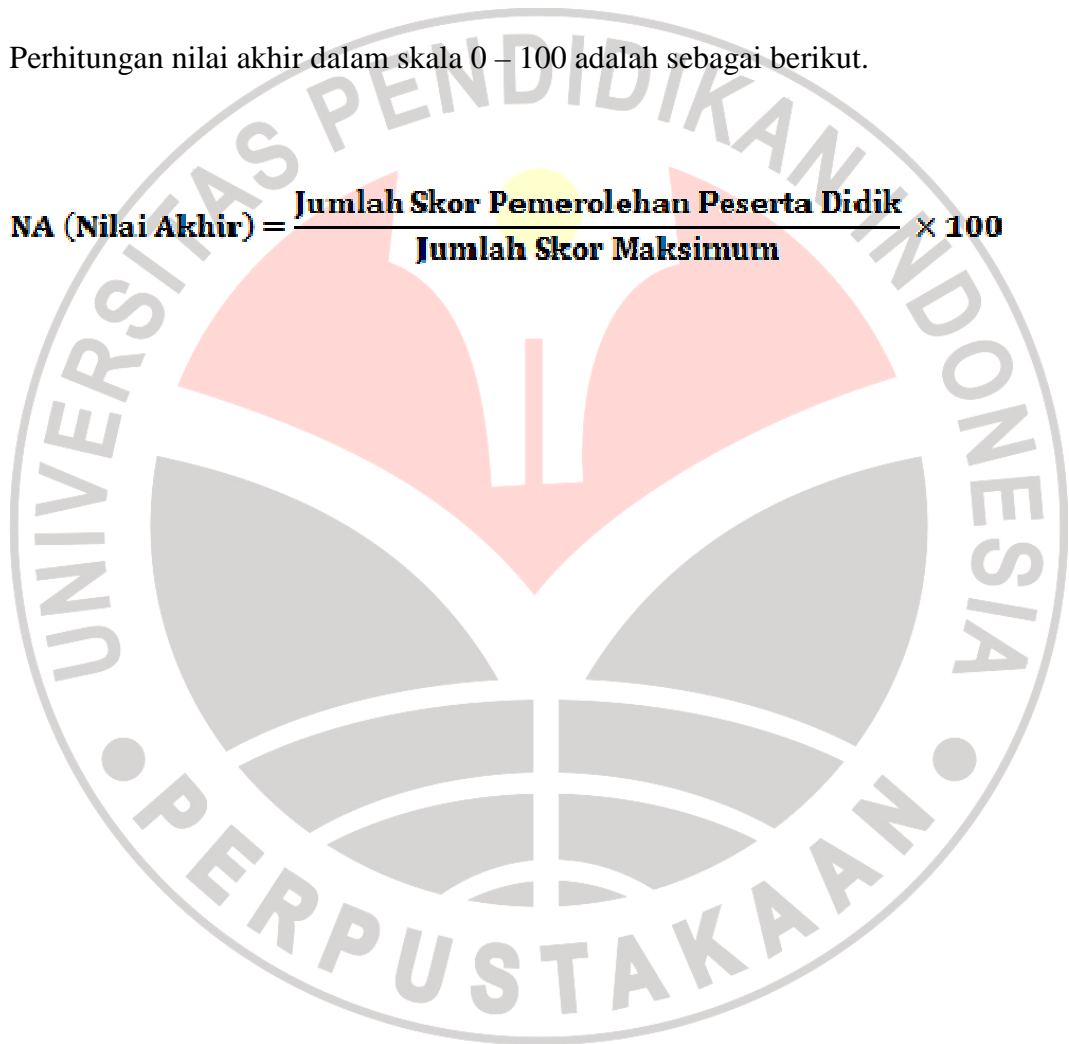 Perhitungan nilai akhir dalam skala 0 – 100 adalah sebagai berikut.
NA (Nilai Akhir) = Jumlah Skor Pemerolehan Peserta Didik / Jumlah Skor Maksimum × 100
UNIVERSITAS PENDIDIKAN INDONESIA
PERPUSTAKAAN